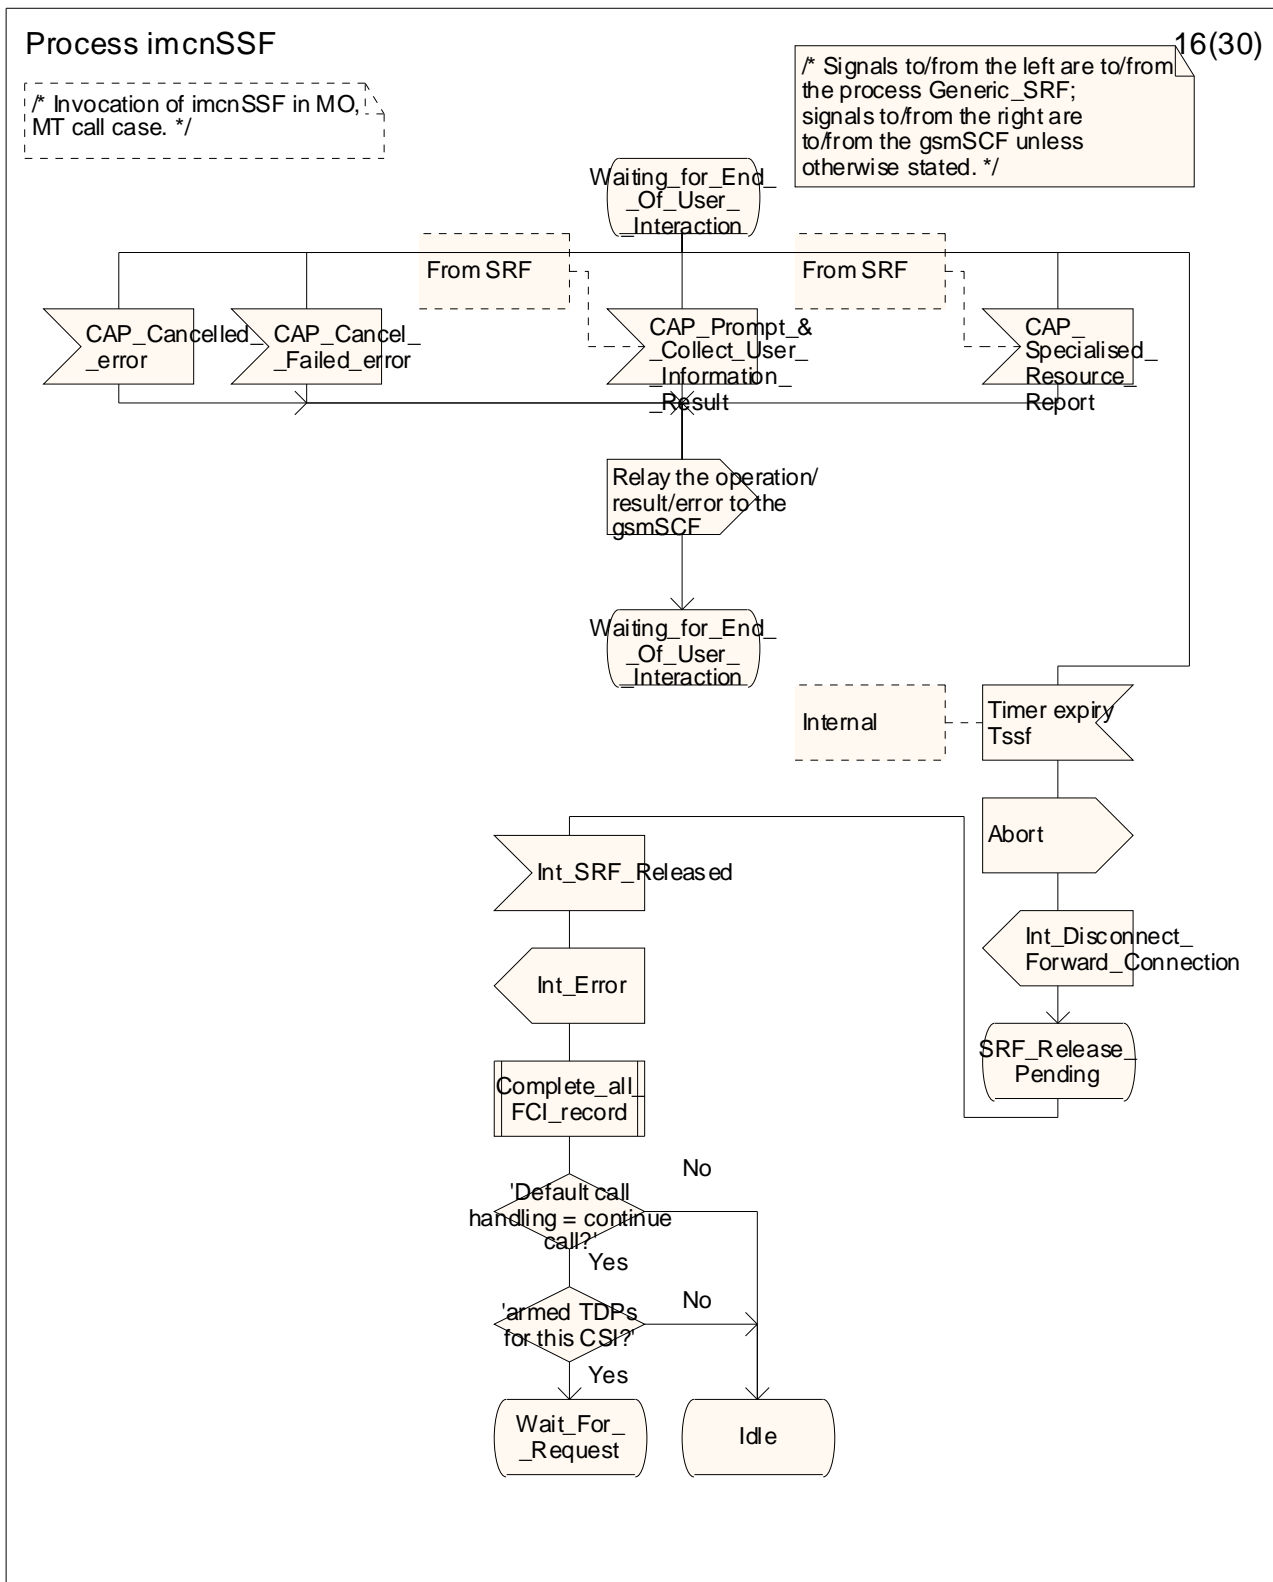 Process imcnSSF
16(30)
/* Invocation of imcnSSF in MO,
MT call case. */
/* Signals to/from the left are to/from
the process Generic_SRF;
signals to/from the right are
to/from the gsmSCF unless
otherwise stated. */
Waiting_for_End_
_Of_User_
_Interaction
From SRF
From SRF
CAP_Cancelled_
_error
CAP_Cancel_
_Failed_error
CAP_Prompt_&
_Collect_User_
_Information_
_Result
CAP_
Specialised_
Resource_
Report
Relay the operation/
result/error to the
gsmSCF
Waiting_for_End_
_Of_User_
_Interaction
Internal
Timer expiry
Tssf
Abort
Int_SRF_Released
Int_Disconnect_
Forward_Connection
Int_Error
SRF_Release_
Pending
Complete_all_
FCI_record
'Default call
handling = continue
call?'
No
Yes
'armed TDPs
for this CSI?'
No
Yes
Wait_For_
_Request
Idle